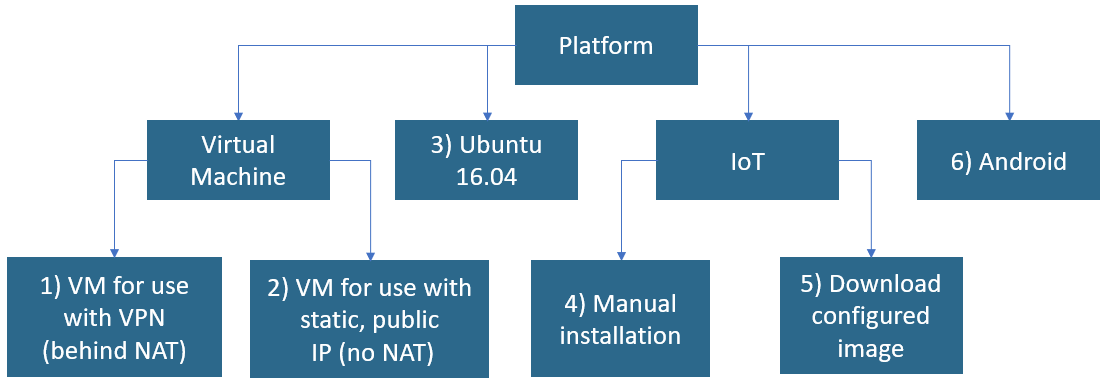 Platform
Virtual
Machine
3) Ubuntu
16.04
IoT
6) Android
1) VM for use
with VPN
(behind NAT)
2) VM for use with
static, public
IP (no NAT)
4) Manual
installation
5) Download
configured
image